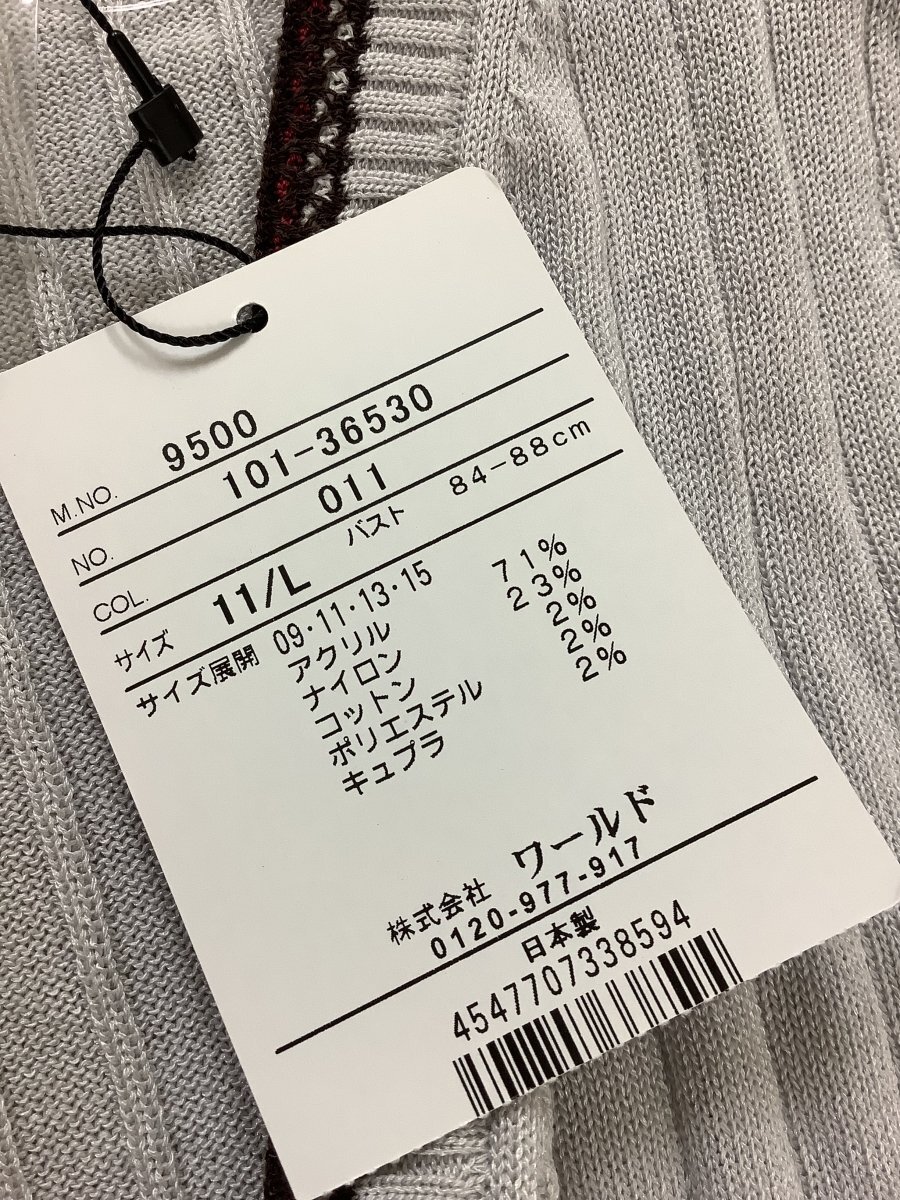 M.NO. 9500
NO. 101-36530
COL. 011
サイズ 11/L バスト 84-88cm
サイズ展開 09・11・13・15
アクリル 71%
ナイロン 23%
コットン 2%
ポリエステル 2%
キュプラ 2%
株式会社 ワールド
0120-977-917
日本製
4547707338594